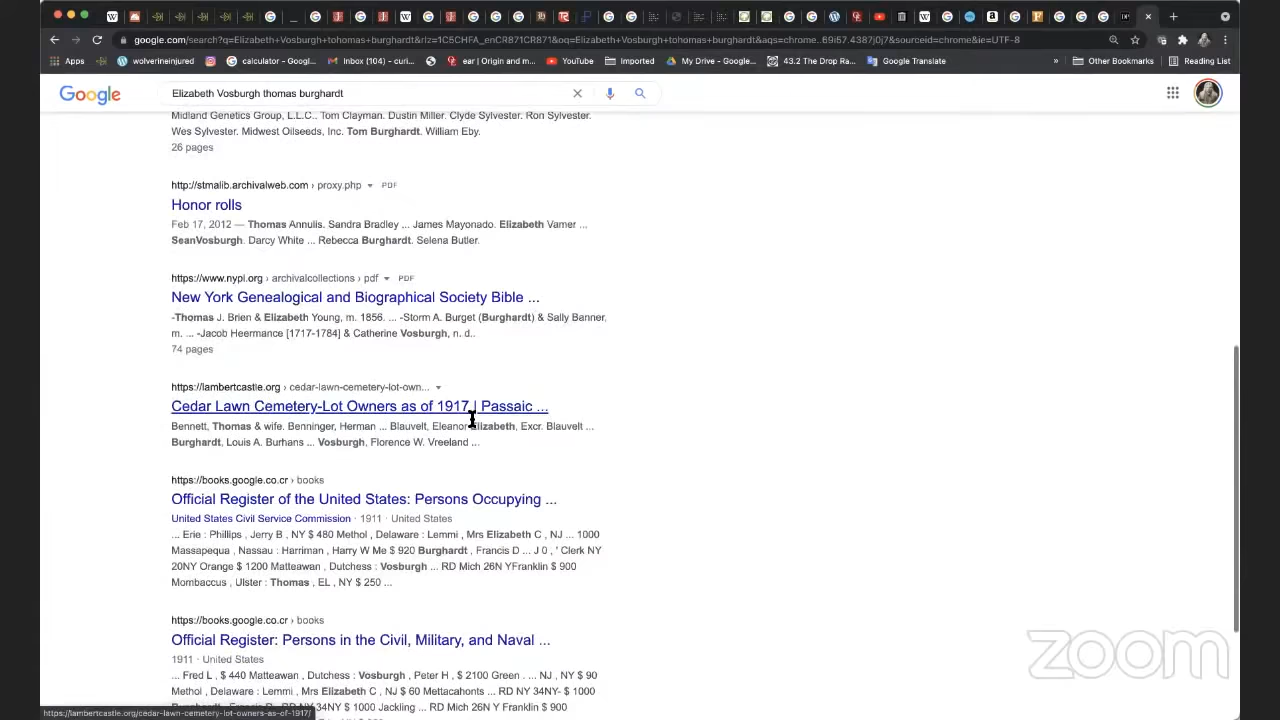 google.com/search?q=Elizabeth+Vosburgh+tohomas+burghardt&rlz=1C5CHFA_enCR871CR871&oq=Elizabeth+Vosburgh+tohomas+burghardt&aqs=chrome..69i57.4387j0j7&sourceid=chrome&ie=UTF-8
Apps
wolverineinjured
calculator - Googl...
Inbox (104) - curi...
ear | Origin and m...
YouTube
Imported
My Drive - Google...
43.2 The Drop Ra...
Google Translate
»
Other Bookmarks
Reading List
Google
Elizabeth Vosburgh thomas burghardt
Midland Genetics Group, L.L.C.. Tom Clayman. Dustin Miller. Clyde Sylvester. Ron Sylvester.
Wes Sylvester. Midwest Oilseeds, Inc. Tom Burghardt. William Eby.
26 pages
http://stmalib.archivalweb.com › proxy.php PDF
Honor rolls
Feb 17, 2012 — Thomas Annulis. Sandra Bradley ... James Mayonado. Elizabeth Vamer ...
SeanVosburgh. Darcy White ... Rebecca Burghardt. Selena Butler.
https://www.nypl.org › archivalcollections › pdf PDF
New York Genealogical and Biographical Society Bible ...
-Thomas J. Brien & Elizabeth Young, m. 1856. ... -Storm A. Burget (Burghardt) & Sally Banner,
m. ... -Jacob Heermance [1717-1784] & Catherine Vosburgh, n. d..
74 pages
https://lambertcastle.org › cedar-lawn-cemetery-lot-own...
Cedar Lawn Cemetery-Lot Owners as of 1917 | Passaic ...
Bennett, Thomas & wife. Benninger, Herman ... Blauvelt, Eleanor Elizabeth, Excr. Blauvelt ...
Burghardt, Louis A. Burhans ... Vosburgh, Florence W. Vreeland ...
https://books.google.co.cr › books
Official Register of the United States: Persons Occupying ...
United States Civil Service Commission · 1911 · United States
... Erie : Phillips , Jerry B , NY $ 480 Methol , Delaware : Lemmi , Mrs Elizabeth C , NJ ... 1000
Massapequa , Nassau : Harriman , Harry W Me $ 920 Burghardt , Francis D ... J 0 , ' Clerk NY
20NY Orange $ 1200 Matteawan , Dutchess : Vosburgh ... RD Mich 26N YFranklin $ 900
Mombaccus , Ulster : Thomas , EL , NY $ 250 ...
https://books.google.co.cr › books
Official Register: Persons in the Civil, Military, and Naval ...
1911 · United States
... Fred L , $ 440 Matteawan , Dutchess : Vosburgh , Peter H , $ 2100 Green . ... NJ , NY $ 90
Methol , Delaware : Lemmi , Mrs Elizabeth C , NJ $ 60 Mettacahonts ... RD NY 34NY- $ 1000
34NY $ 1000 Jackling ... RD Mich 26N Y Franklin $ 900
https://lambertcastle.org/cedar-lawn-cemetery-lot-owners-as-of-1917/
zoom